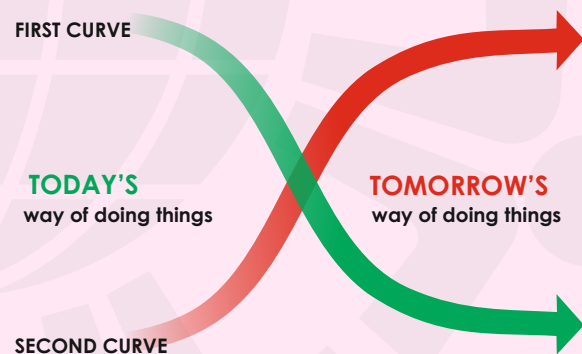 FIRST CURVE
TODAY'S
way of doing things
TOMORROW'S
way of doing things
SECOND CURVE